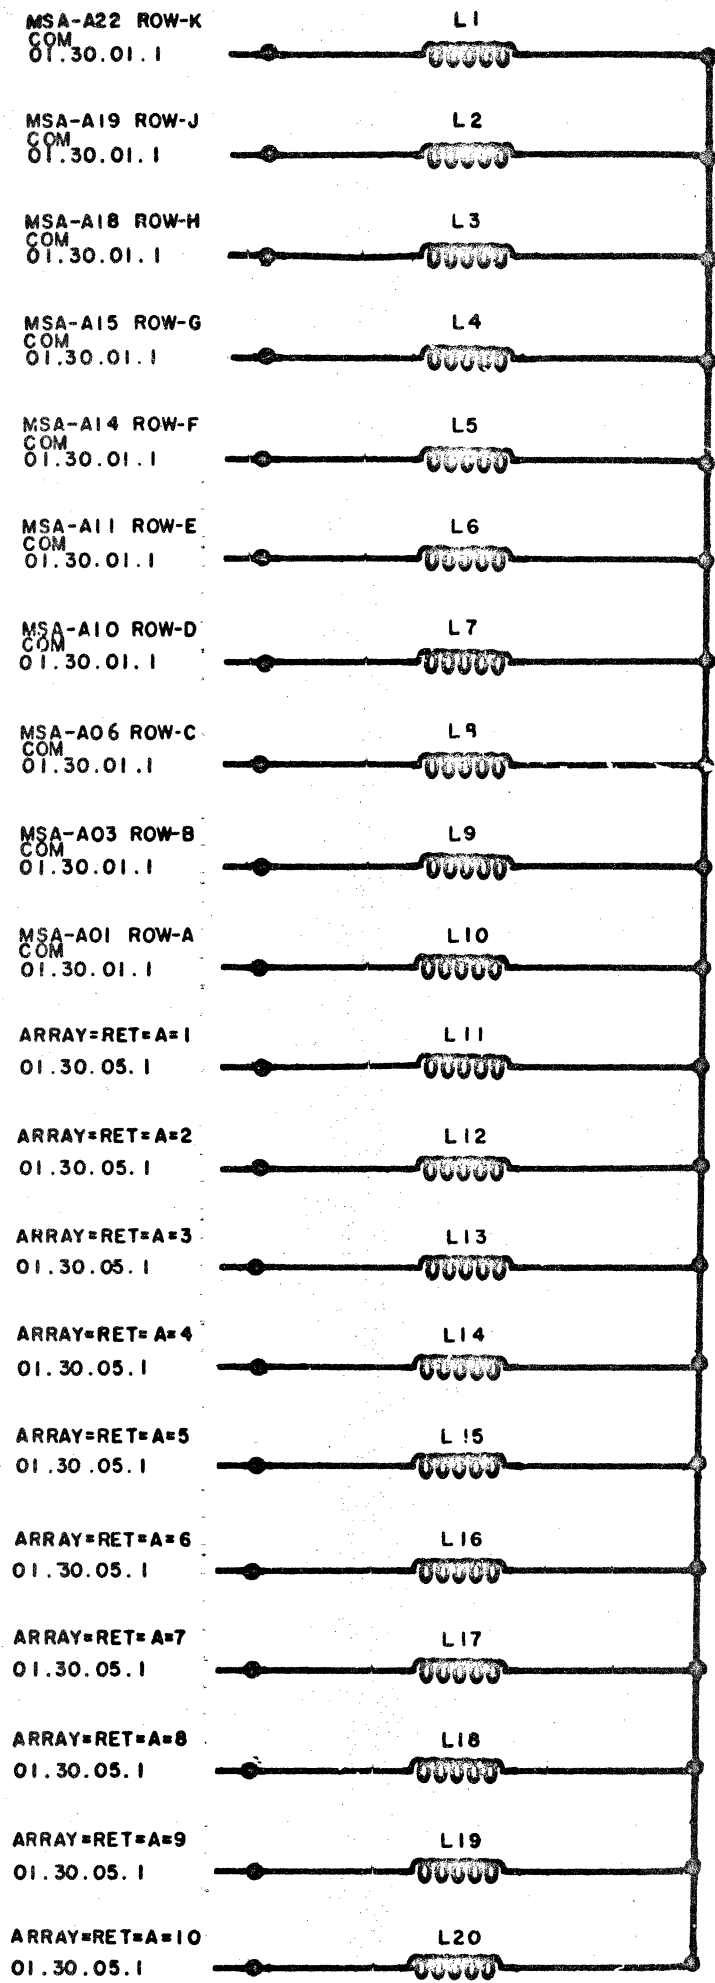 MSA-A22 ROW-K
COM
01.30.01.1
L1
MSA-A19 ROW-J
COM
01.30.01.1
L2
MSA-A18 ROW-H
COM
01.30.01.1
L3
MSA-A15 ROW-G
COM
01.30.01.1
L4
MSA-A14 ROW-F
COM
01.30.01.1
L5
MSA-A11 ROW-E
COM
01.30.01.1
L6
MSA-A10 ROW-D
COM
01.30.01.1
L7
MSA-A06 ROW-C
COM
01.30.01.1
MSA-A03 ROW-B
COM
01.30.01.1
L9
MSA-A01 ROW-A
COM
01.30.01.1
L10
ARRAY=RET=A=1
01.30.05.1
L11
ARRAY=RET=A=2
01.30.05.1
L12
ARRAY=RET=A=3
01.30.05.1
L13
ARRAY=RET=A=4
01.30.05.1
L14
ARRAY=RET=A=5
01.30.05.1
L15
ARRAY=RET=A=6
01.30.05.1
L16
ARRAY=RET=A=7
01.30.05.1
L17
ARRAY=RET=A=8
01.30.05.1
L18
ARRAY=RET=A=9
01.30.05.1
L19
ARRAY=RET=A=10
01.30.05.1
L20